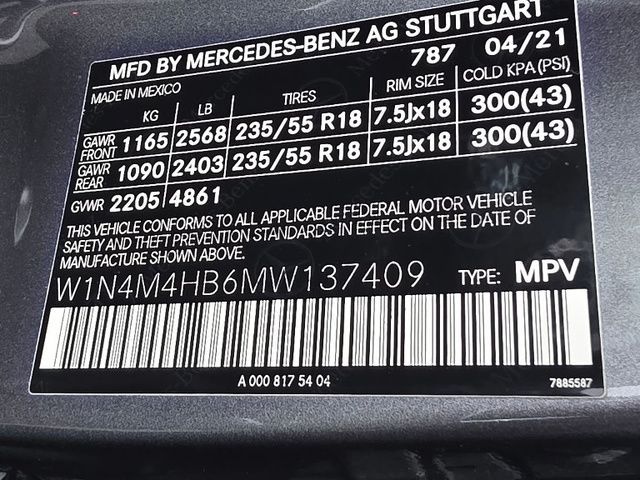 MFD BY MERCEDES-BENZ AG STUTTGART
MADE IN MEXICO 787 04/21
KG LB TIRES RIM SIZE COLD KPA (PSI)
GAWR FRONT 1165 2568 235/55 R18 7.5Jx18 300(43)
GAWR REAR 1090 2403 235/55 R18 7.5Jx18 300(43)
GVWR 2205 4861
THIS VEHICLE CONFORMS TO ALL APPLICABLE FEDERAL MOTOR VEHICLE
SAFETY AND THEFT PREVENTION STANDARDS IN EFFECT ON THE DATE OF
MANUFACTURE SHOWN ABOVE.
W1N4M4HB6MW137409 TYPE: MPV
A 000 817 54 04 7885587